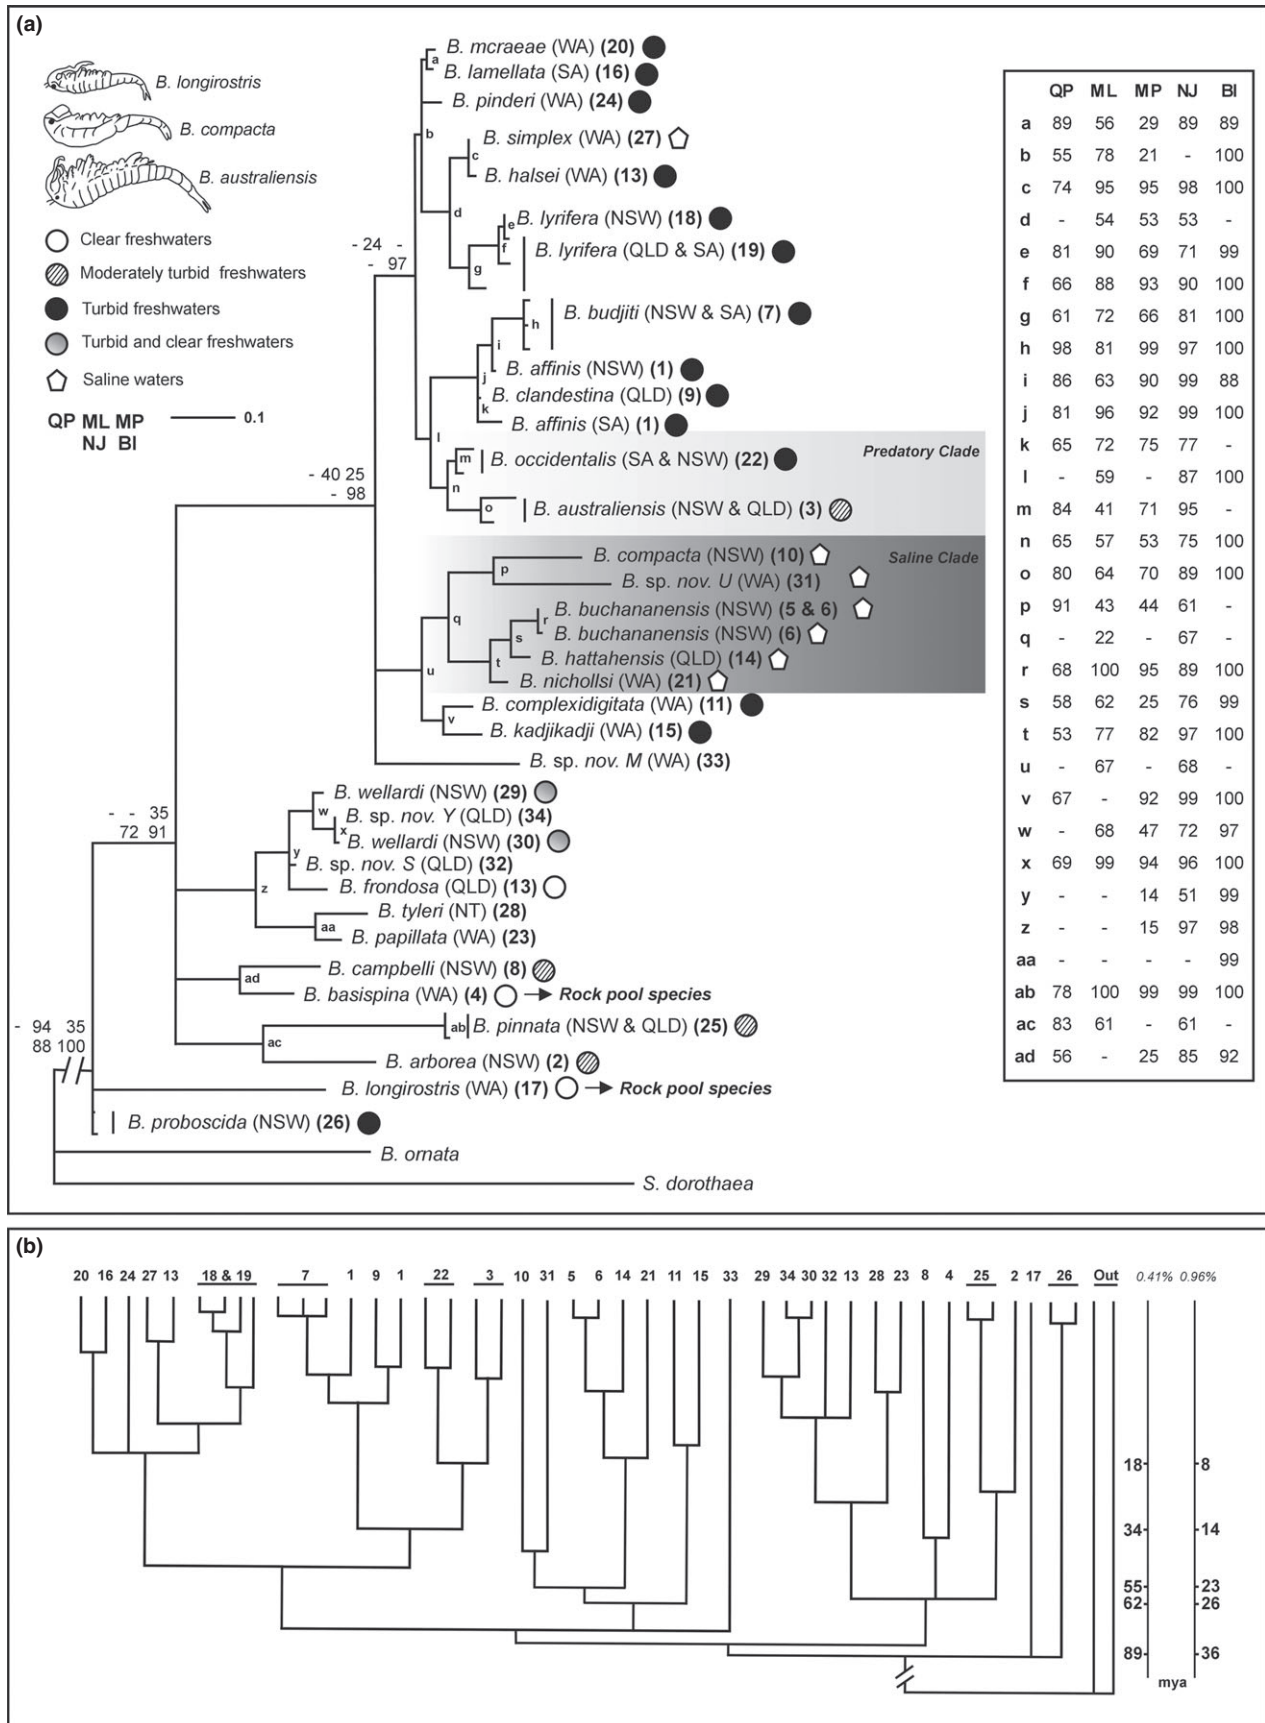 (a)
B. longirostris
B. compacta
B. australiensis
Clear freshwaters
Moderately turbid freshwaters
Turbid freshwaters
Turbid and clear freshwaters
Saline waters
QP ML MP 0.1
NJ BI
B. mcraeae (WA) (20)
a
B. lamellata (SA) (16)
B. pinderi (WA) (24)
b
B. simplex (WA) (27)
c
B. halsei (WA) (13)
d
B. lyrifera (NSW) (18)
e
f
B. lyrifera (QLD & SA) (19)
g
- 24 -
- 97
B. budjiti (NSW & SA) (7)
h
i
B. affinis (NSW) (1)
j
B. clandestina (QLD) (9)
k
B. affinis (SA) (1)
l
Predatory Clade
B. occidentalis (SA & NSW) (22)
m
n
B. australiensis (NSW & QLD) (3)
o
- 40 25
- 98
Saline Clade
B. compacta (NSW) (10)
p
B. sp. nov. U (WA) (31)
B. buchananensis (NSW) (5 & 6)
q
r
B. buchananensis (NSW) (6)
s
B. hattahensis (QLD) (14)
t
u
B. nichollsi (WA) (21)
B. complexidigitata (WA) (11)
v
B. kadjikadji (WA) (15)
B. sp. nov. M (WA) (33)
B. wellardi (NSW) (29)
w
B. sp. nov. Y (QLD) (34)
x
B. wellardi (NSW) (30)
y
B. sp. nov. S (QLD) (32)
z
B. frondosa (QLD) (13)
- - 35
72 91
B. tyleri (NT) (28)
aa
B. papillata (WA) (23)
B. campbelli (NSW) (8)
ad
B. basispina (WA) (4) Rock pool species
B. pinnata (NSW & QLD) (25)
ab
ac
B. arborea (NSW) (2)
- 94 35
88 100
B. longirostris (WA) (17) Rock pool species
B. proboscida (NSW) (26)
B. ornata
S. dorothaea
QP ML MP NJ BI
a 89 56 29 89 89
b 55 78 21 - 100
c 74 95 95 98 100
d - 54 53 53 -
e 81 90 69 71 99
f 66 88 93 90 100
g 61 72 66 81 100
h 98 81 99 97 100
i 86 63 90 99 88
j 81 96 92 99 100
k 65 72 75 77 -
l - 59 - 87 100
m 84 41 71 95 -
n 65 57 53 75 100
o 80 64 70 89 100
p 91 43 44 61 -
q - 22 - 67 -
r 68 100 95 89 100
s 58 62 25 76 99
t 53 77 82 97 100
u - 67 - 68 -
v 67 - 92 99 100
w - 68 47 72 97
x 69 99 94 96 100
y - - 14 51 99
z - - 15 97 98
aa - - - - 99
ab 78 100 99 99 100
ac 83 61 - 61 -
ad 56 - 25 85 92
(b)
20 16 24 27 13 18 & 19 7 1 9 1 22 3 10 31 5 6 14 21 11 15 33 29 34 30 32 13 28 23 8 4 25 2 17 26 Out 0.41% 0.96%
18 8
34 14
55 23
62 26
89 36
mya